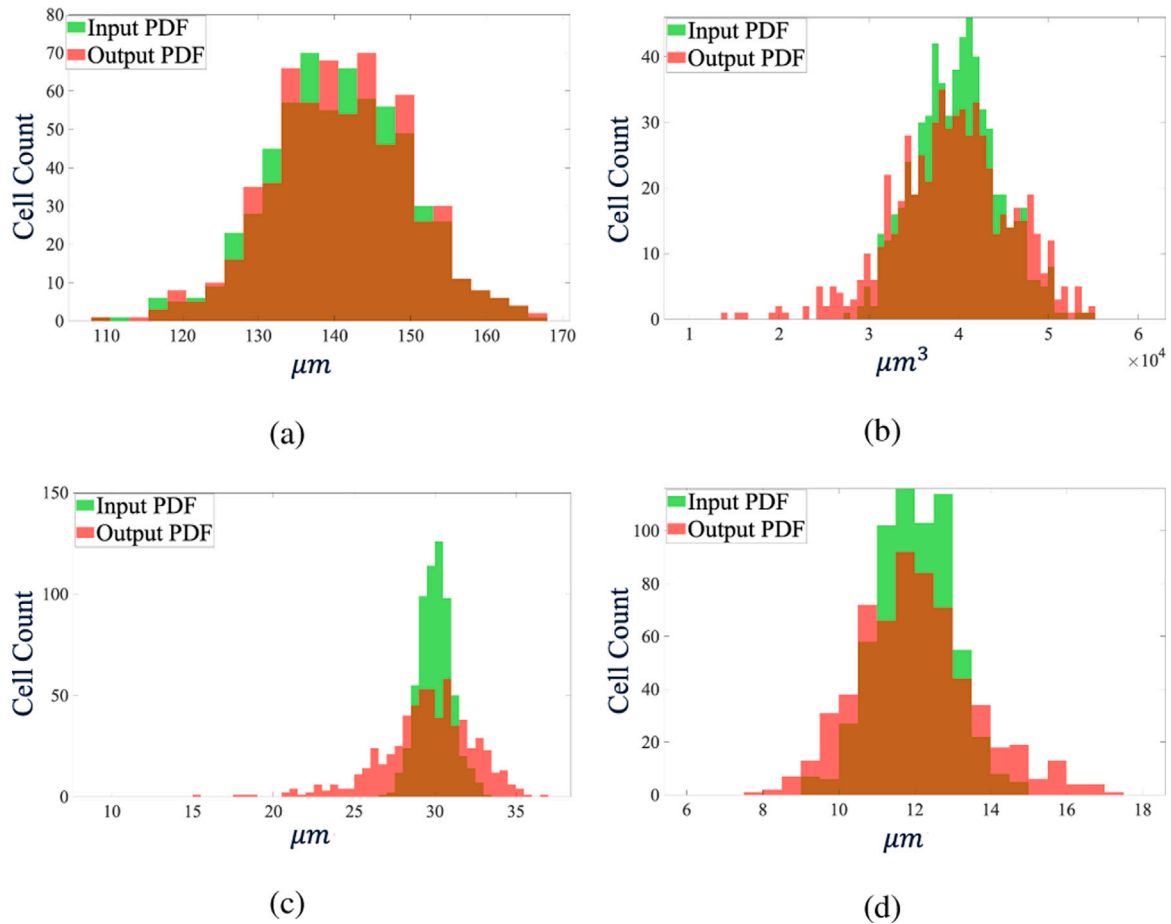 80
70
60
50
40
30
20
10
0
Cell Count
Input PDF
Output PDF
110 120 130 140 150 160 170
μm
(a)
40
30
20
10
0
Cell Count
Input PDF
Output PDF
1 2 3 4 5 6
×10⁴
μm³
(b)
150
100
50
0
Cell Count
Input PDF
Output PDF
10 15 20 25 30 35
μm
(c)
100
80
60
40
20
0
Cell Count
Input PDF
Output PDF
6 8 10 12 14 16 18
μm
(d)